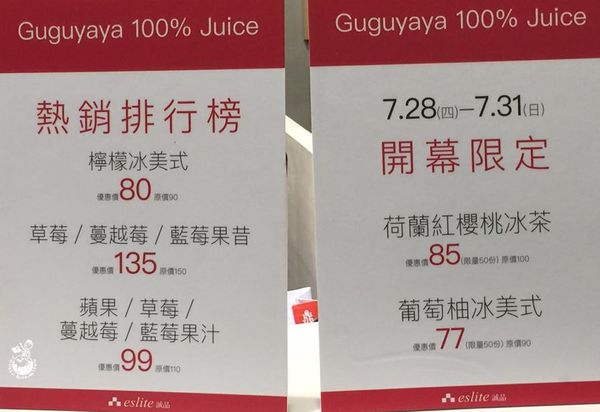 Guguyaya 100% Juice
熱銷排行榜
檸檬冰美式
優惠價80 原價90
草莓 / 蔓越莓 / 藍莓果昔
優惠價135 原價150
蘋果 / 草莓 /
蔓越莓 / 藍莓果汁
優惠價99 原價110
eslite 誠品
Guguyaya 100% Juice
7.28(四)—7.31(日)
開幕限定
荷蘭紅櫻桃冰茶
優惠價85(限量50份) 原價100
葡萄柚冰美式
優惠價77(限量50份) 原價90
eslite 誠品